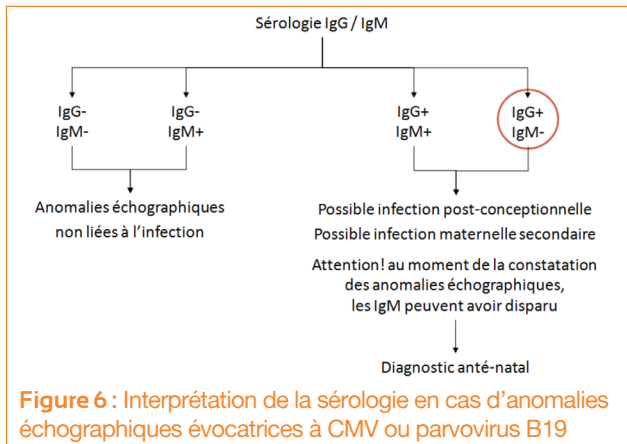 Sérologie IgG / IgM
IgG-
IgM-
IgG-
IgM+
IgG+
IgM+
IgG+
IgM-
Anomalies échographiques
non liées à l'infection
Possible infection post-conceptionnelle
Possible infection maternelle secondaire
Attention! au moment de la constatation
des anomalies échographiques,
les IgM peuvent avoir disparu
Diagnostic anté-natal
Figure 6 : Interprétation de la sérologie en cas d'anomalies
échographiques évocatrices à CMV ou parvovirus B19